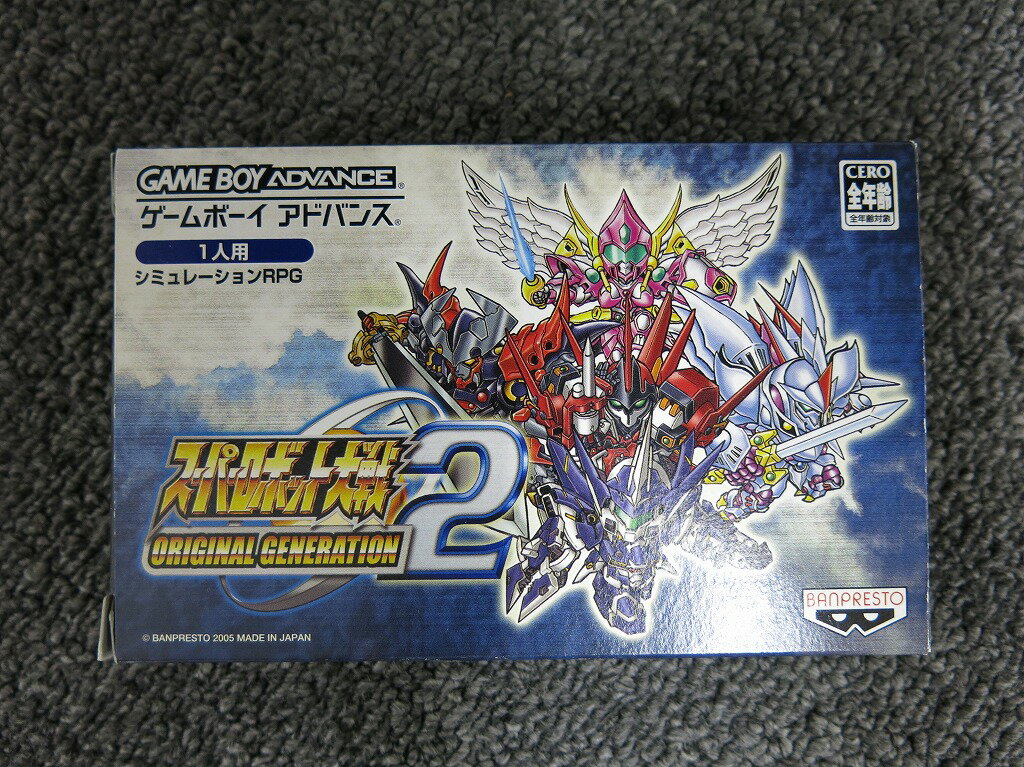 GAME BOY ADVANCE®
ゲームボーイ アドバンス®
1人用
シミュレーションRPG
CERO
全年齢
全年齢対象
スーパーロボット大戦
ORIGINAL GENERATION
2
BANPRESTO
© BANPRESTO 2005 MADE IN JAPAN